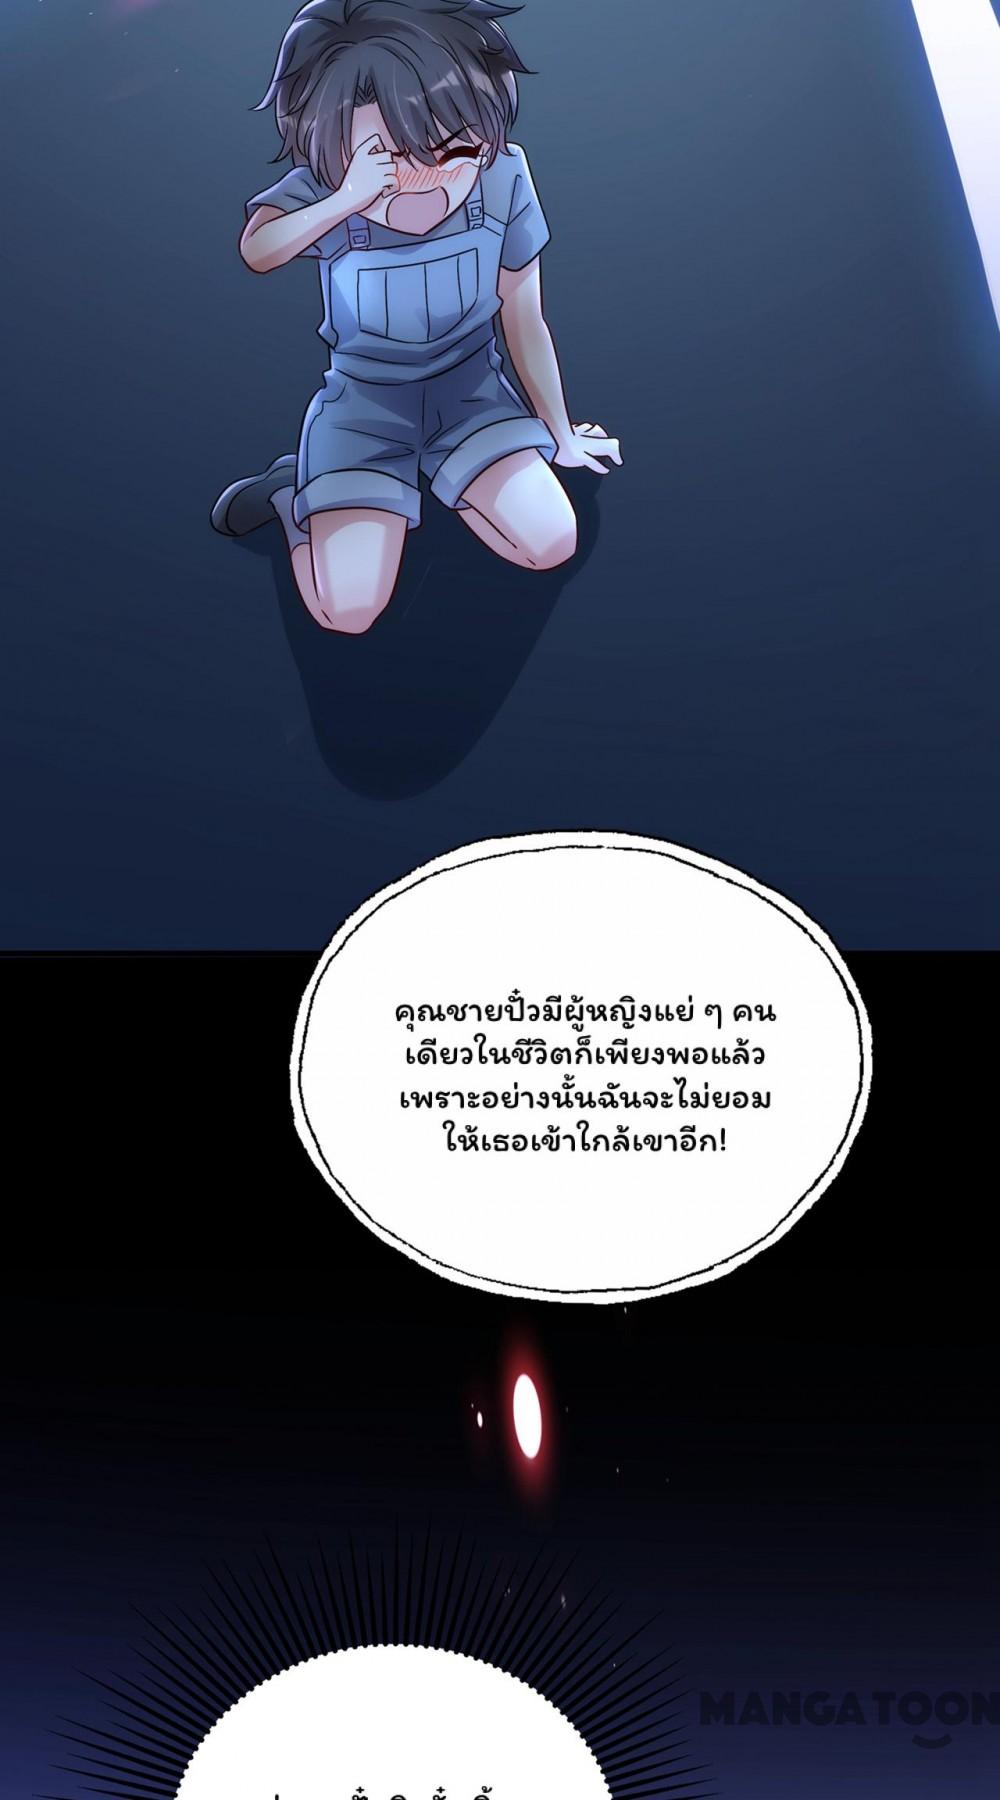 คุณชายปั๋วมีผู้หญิงแย่ ๆ คน
เดียวในชีวิตก็เพียงพอแล้ว
เพราะอย่างนั้นฉันจะไม่ยอม
ให้เธอเข้าใกล้เขาอีก!
MANGA TOON